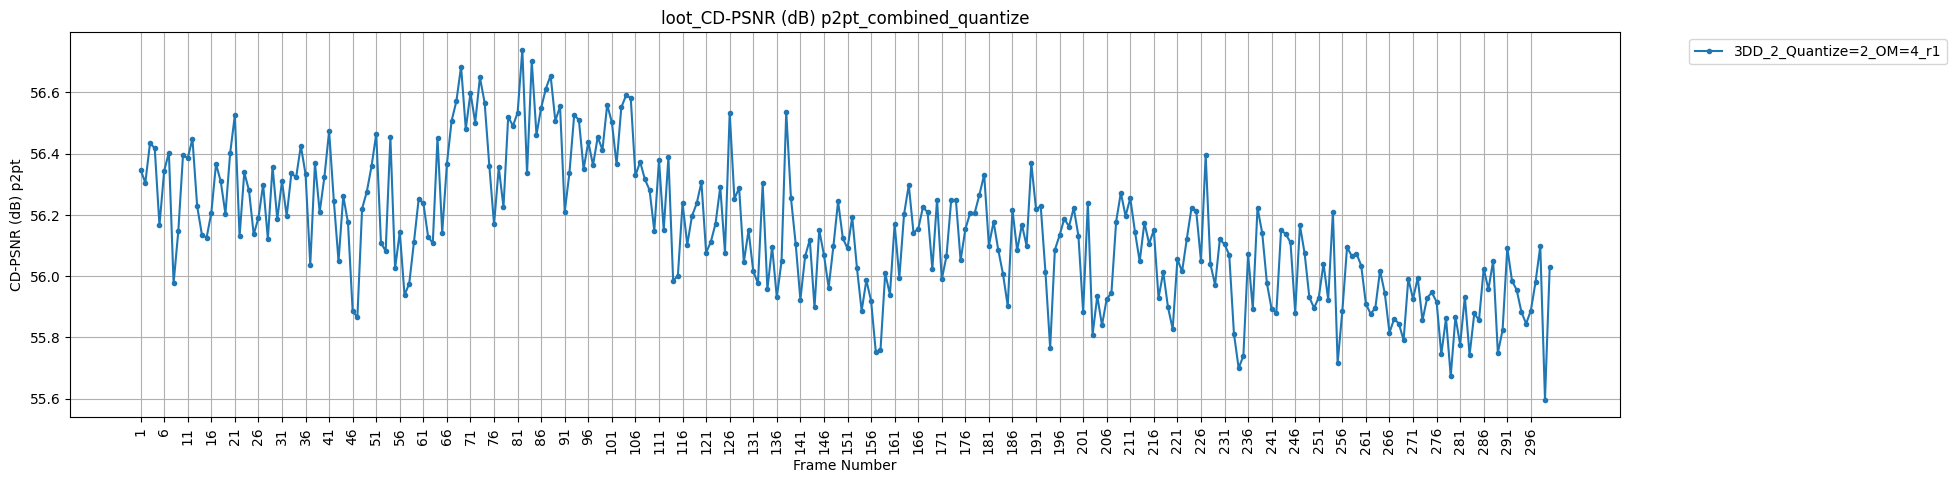 loot_CD-PSNR (dB) p2pt_combined_quantize
3DD_2_Quantize=2_OM=4_r1
CD-PSNR (dB) p2pt
56.6
56.4
56.2
56.0
55.8
55.6
1 6 11 16 21 26 31 36 41 46 51 56 61 66 71 76 81 86 91 96 101 106 111 116 121 126 131 136 141 146 151 156 161 166 171 176 181 186 191 196 201 206 211 216 221 226 231 236 241 246 251 256 261 266 271 276 281 286 291 296
Frame Number